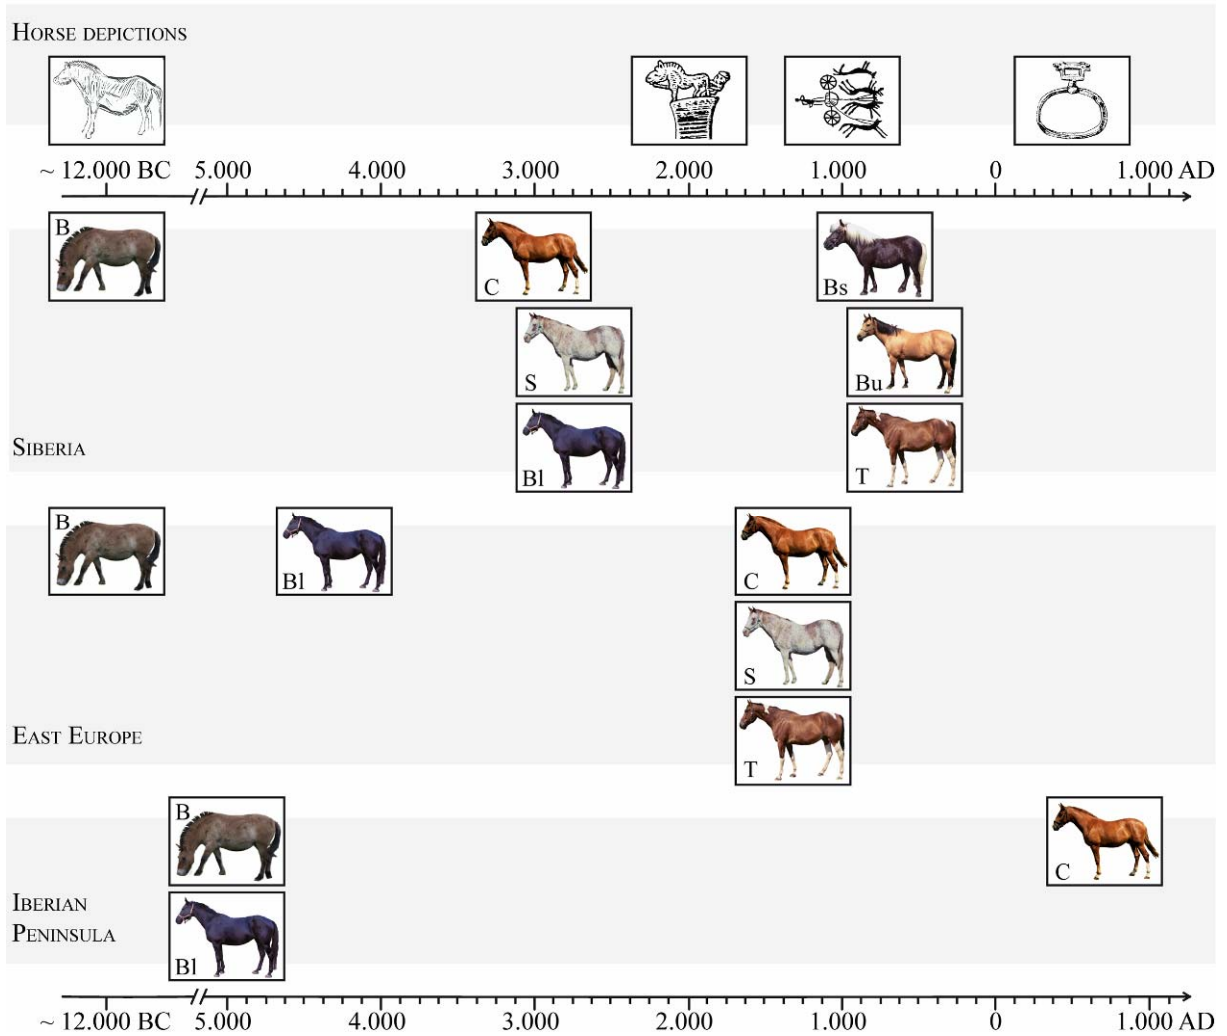 HORSE DEPICTIONS
~ 12.000 BC 5.000 4.000 3.000 2.000 1.000 0 1.000 AD
B C Bs
S Bu
Bl T
SIBERIA
B Bl C
S
T
EAST EUROPE
B C
Bl
IBERIAN
PENINSULA
~ 12.000 BC 5.000 4.000 3.000 2.000 1.000 0 1.000 AD